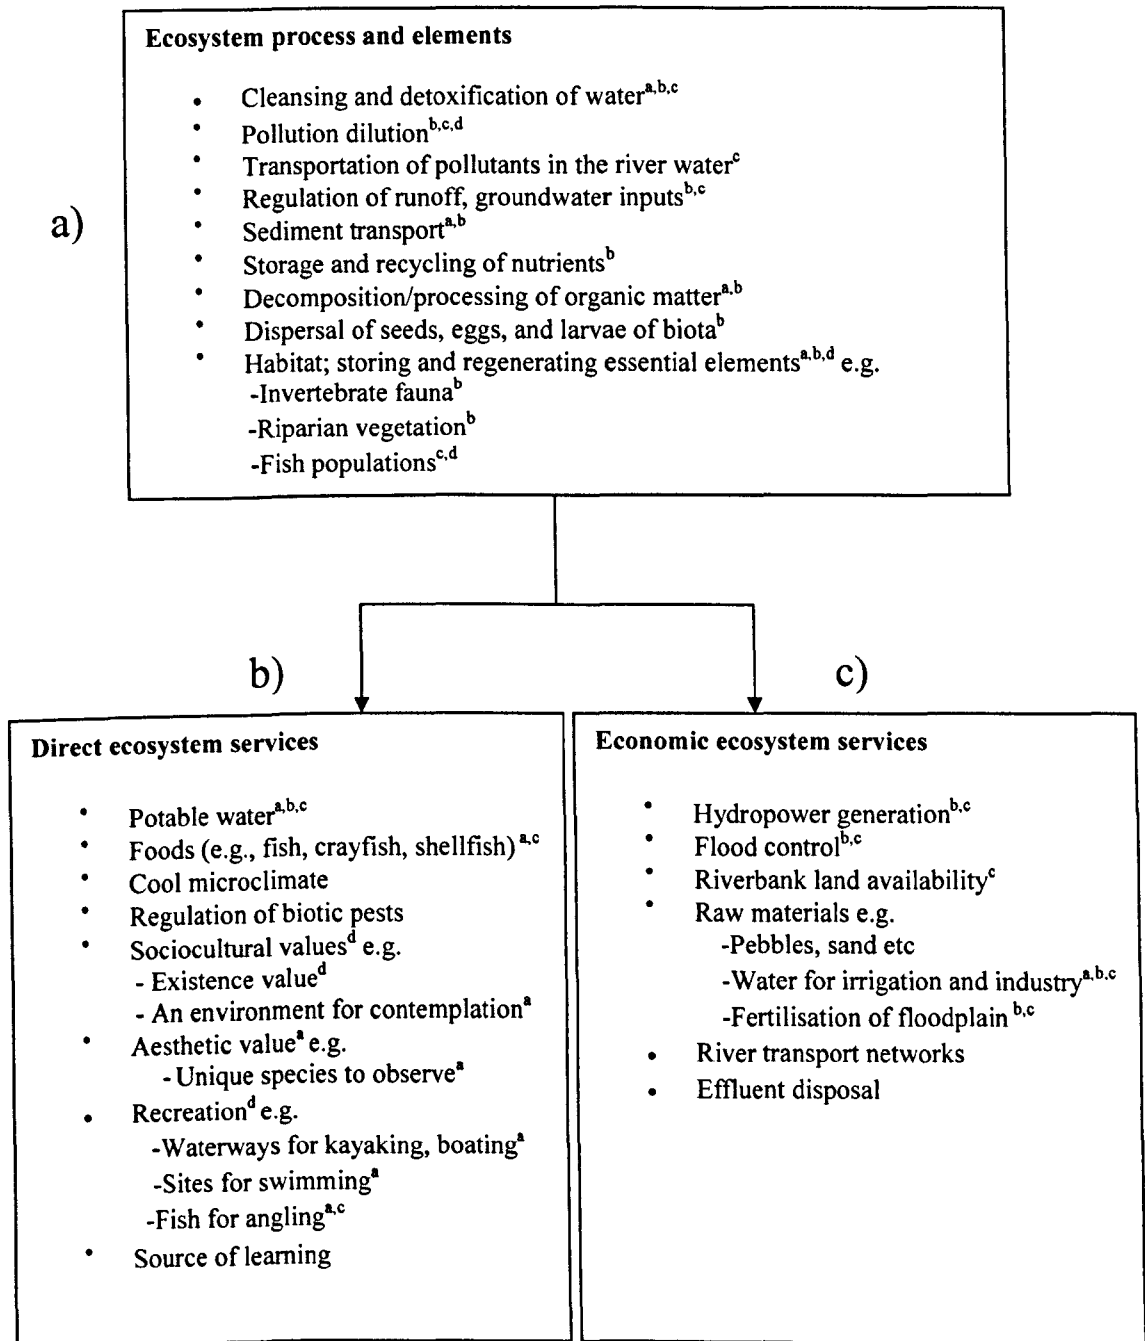 a)
Ecosystem process and elements
• Cleansing and detoxification of water^a,b,c
• Pollution dilution^b,c,d
• Transportation of pollutants in the river water^c
• Regulation of runoff, groundwater inputs^b,c
• Sediment transport^a,b
• Storage and recycling of nutrients^b
• Decomposition/processing of organic matter^a,b
• Dispersal of seeds, eggs, and larvae of biota^b
• Habitat; storing and regenerating essential elements^a,b,d e.g.
-Invertebrate fauna^b
-Riparian vegetation^b
-Fish populations^c,d
b)
Direct ecosystem services
• Potable water^a,b,c
• Foods (e.g., fish, crayfish, shellfish)^a,c
• Cool microclimate
• Regulation of biotic pests
• Sociocultural values^d e.g.
- Existence value^d
- An environment for contemplation^a
• Aesthetic value^a e.g.
- Unique species to observe^a
• Recreation^d e.g.
-Waterways for kayaking, boating^a
-Sites for swimming^a
-Fish for angling^a,c
• Source of learning
c)
Economic ecosystem services
• Hydropower generation^b,c
• Flood control^b,c
• Riverbank land availability^c
• Raw materials e.g.
-Pebbles, sand etc
-Water for irrigation and industry^a,b,c
-Fertilisation of floodplain^b,c
• River transport networks
• Effluent disposal